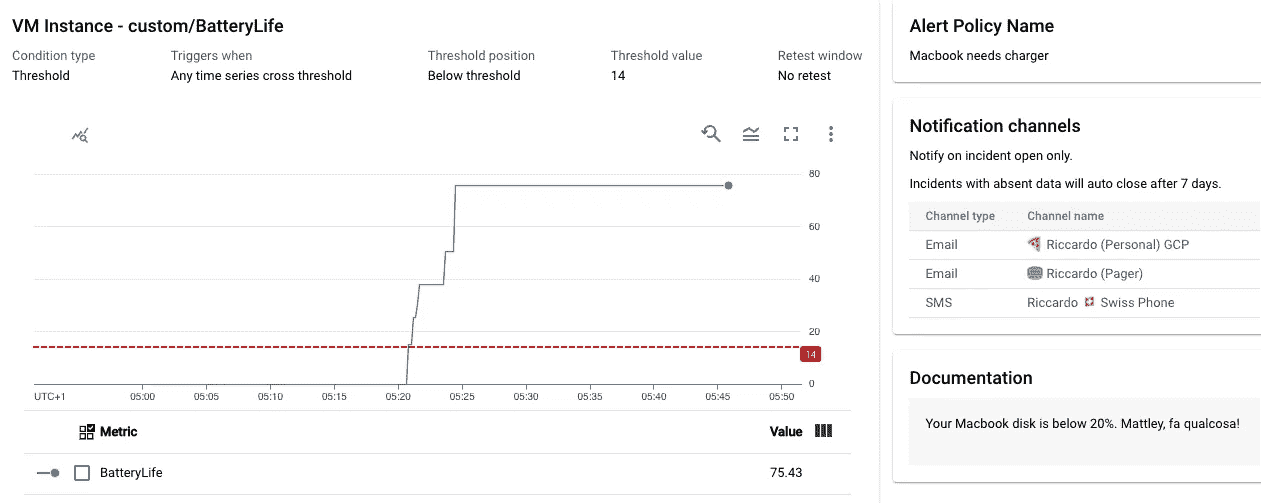 VM Instance - custom/BatteryLife
Condition type Triggers when Threshold position Threshold value Retest window
Threshold Any time series cross threshold Below threshold 14 No retest
80
60
40
20
14
0
UTC+1 05:00 05:05 05:10 05:15 05:20 05:25 05:30 05:35 05:40 05:45 05:50
Metric Value
BatteryLife 75.43
Alert Policy Name
Macbook needs charger
Notification channels
Notify on incident open only.
Incidents with absent data will auto close after 7 days.
Channel type Channel name
Email Riccardo (Personal) GCP
Email Riccardo (Pager)
SMS Riccardo Swiss Phone
Documentation
Your Macbook disk is below 20%. Mattley, fa qualcosa!